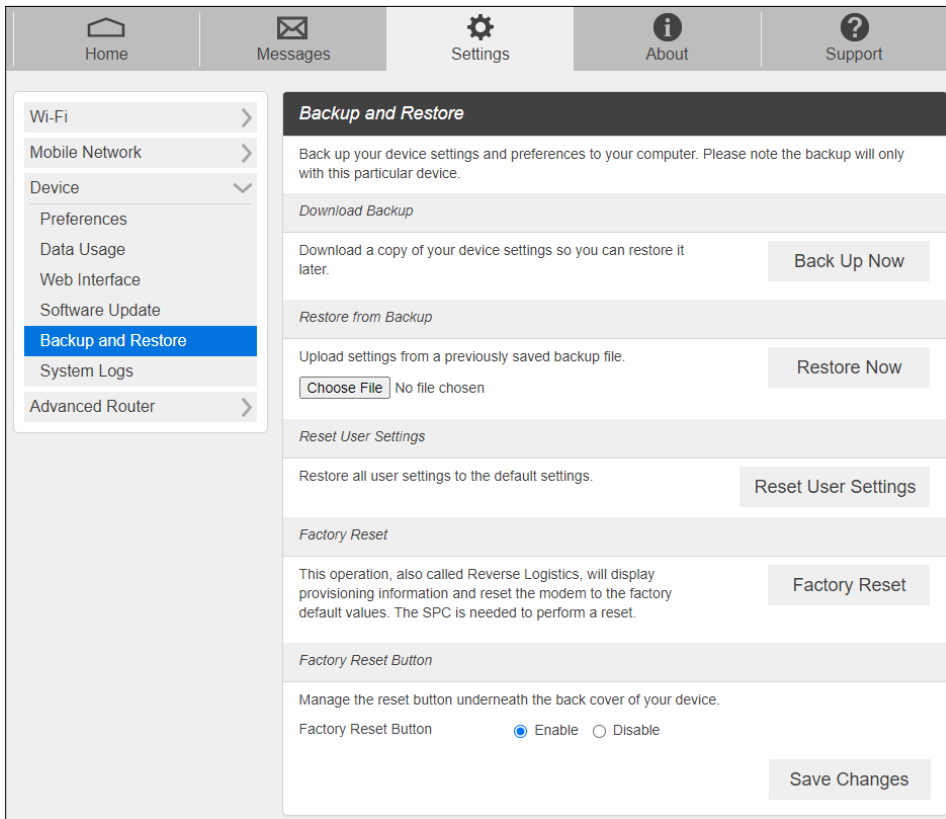 Home
Messages
Settings
About
Support
Wi-Fi
Mobile Network
Device
Preferences
Data Usage
Web Interface
Software Update
Backup and Restore
System Logs
Advanced Router
Backup and Restore
Back up your device settings and preferences to your computer. Please note the backup will only
with this particular device.
Download Backup
Download a copy of your device settings so you can restore it
later.
Back Up Now
Restore from Backup
Upload settings from a previously saved backup file.
Choose File No file chosen
Restore Now
Reset User Settings
Restore all user settings to the default settings.
Reset User Settings
Factory Reset
This operation, also called Reverse Logistics, will display
provisioning information and reset the modem to the factory
default values. The SPC is needed to perform a reset.
Factory Reset
Factory Reset Button
Manage the reset button underneath the back cover of your device.
Factory Reset Button Enable Disable
Save Changes